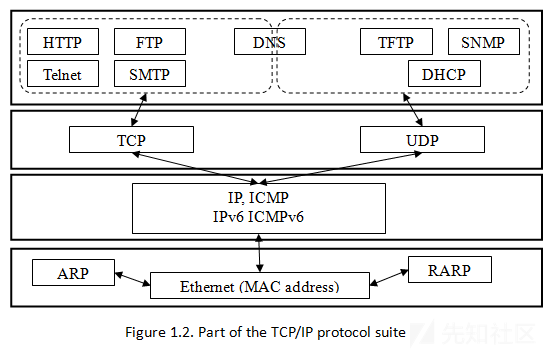 HTTP FTP DNS TFTP SNMP
Telnet SMTP DHCP
TCP UDP
IP, ICMP
IPv6 ICMPv6
ARP RARP
Ethernet (MAC address)
Figure 1.2. Part of the TCP/IP protocol suite
先知社区